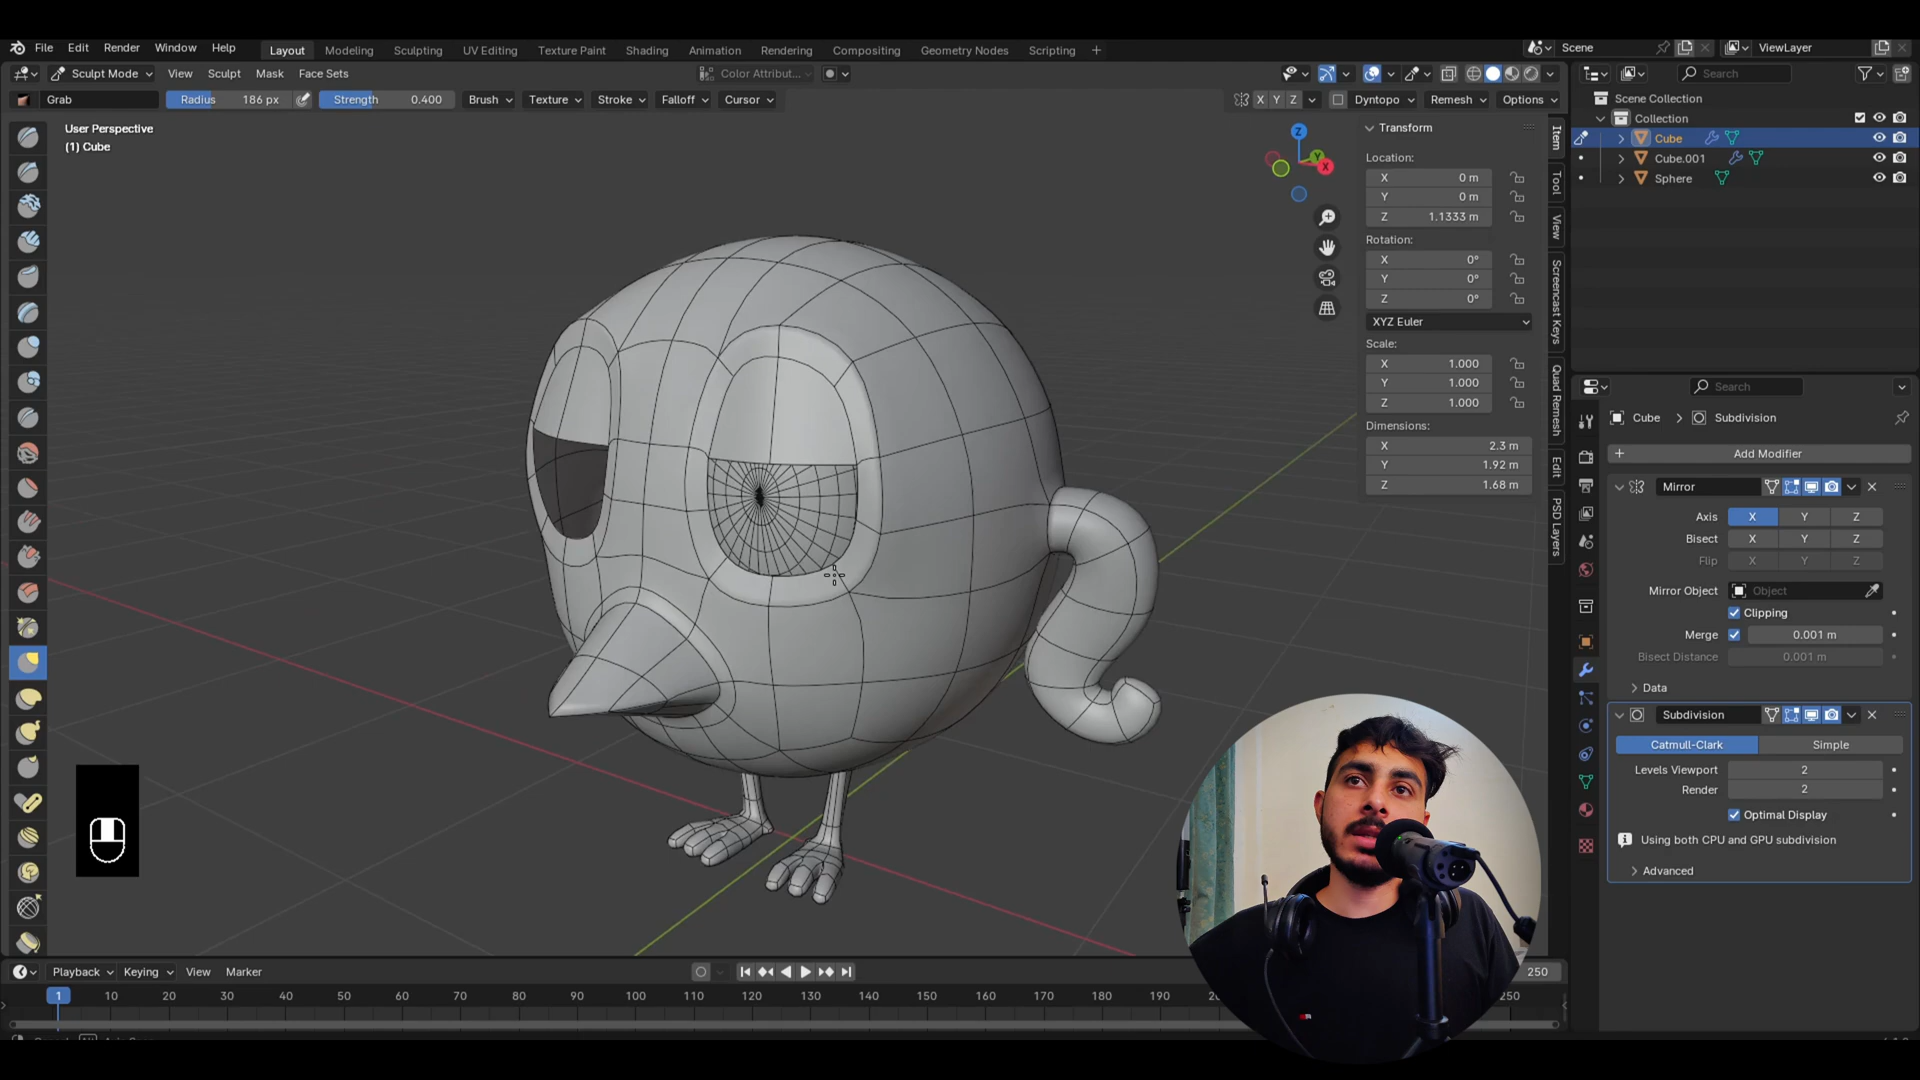 File Edit Render Window Help Layout Modeling Sculpting UV Editing Texture Paint Shading Animation Rendering Compositing Geometry Nodes Scripting + Scene ViewLayer
Sculpt Mode View Sculpt Mask Face Sets Color Attribut... Search
Grab Radius 186 px Strength 0.400 Brush Texture Stroke Falloff Cursor X Y Z Dyntopo Remesh Options
User Perspective
(1) Cube
Z
Y
X
Transform
Location:
X 0 m
Y 0 m
Z 1.1333 m
Rotation:
X 0°
Y 0°
Z 0°
XYZ Euler
Scale:
X 1.000
Y 1.000
Z 1.000
Dimensions:
X 2.3 m
Y 1.92 m
Z 1.68 m
Item
Tool
View
Screencast Keys
Quad Remesh
Edit
PSD Layers
Scene Collection
Collection
Cube
Cube.001
Sphere
Search
Cube > Subdivision
+ Add Modifier
Mirror
Axis X Y Z
Bisect X Y Z
Flip X Y Z
Mirror Object Object
Clipping
Merge 0.001 m
Bisect Distance 0.001 m
Data
Subdivision
Catmull-Clark Simple
Levels Viewport 2
Render 2
Optimal Display
Using both CPU and GPU subdivision
Advanced
Playback Keying View Marker 250
1 10 20 30 40 50 60 70 80 90 100 110 120 130 140 150 160 170 180 190 250